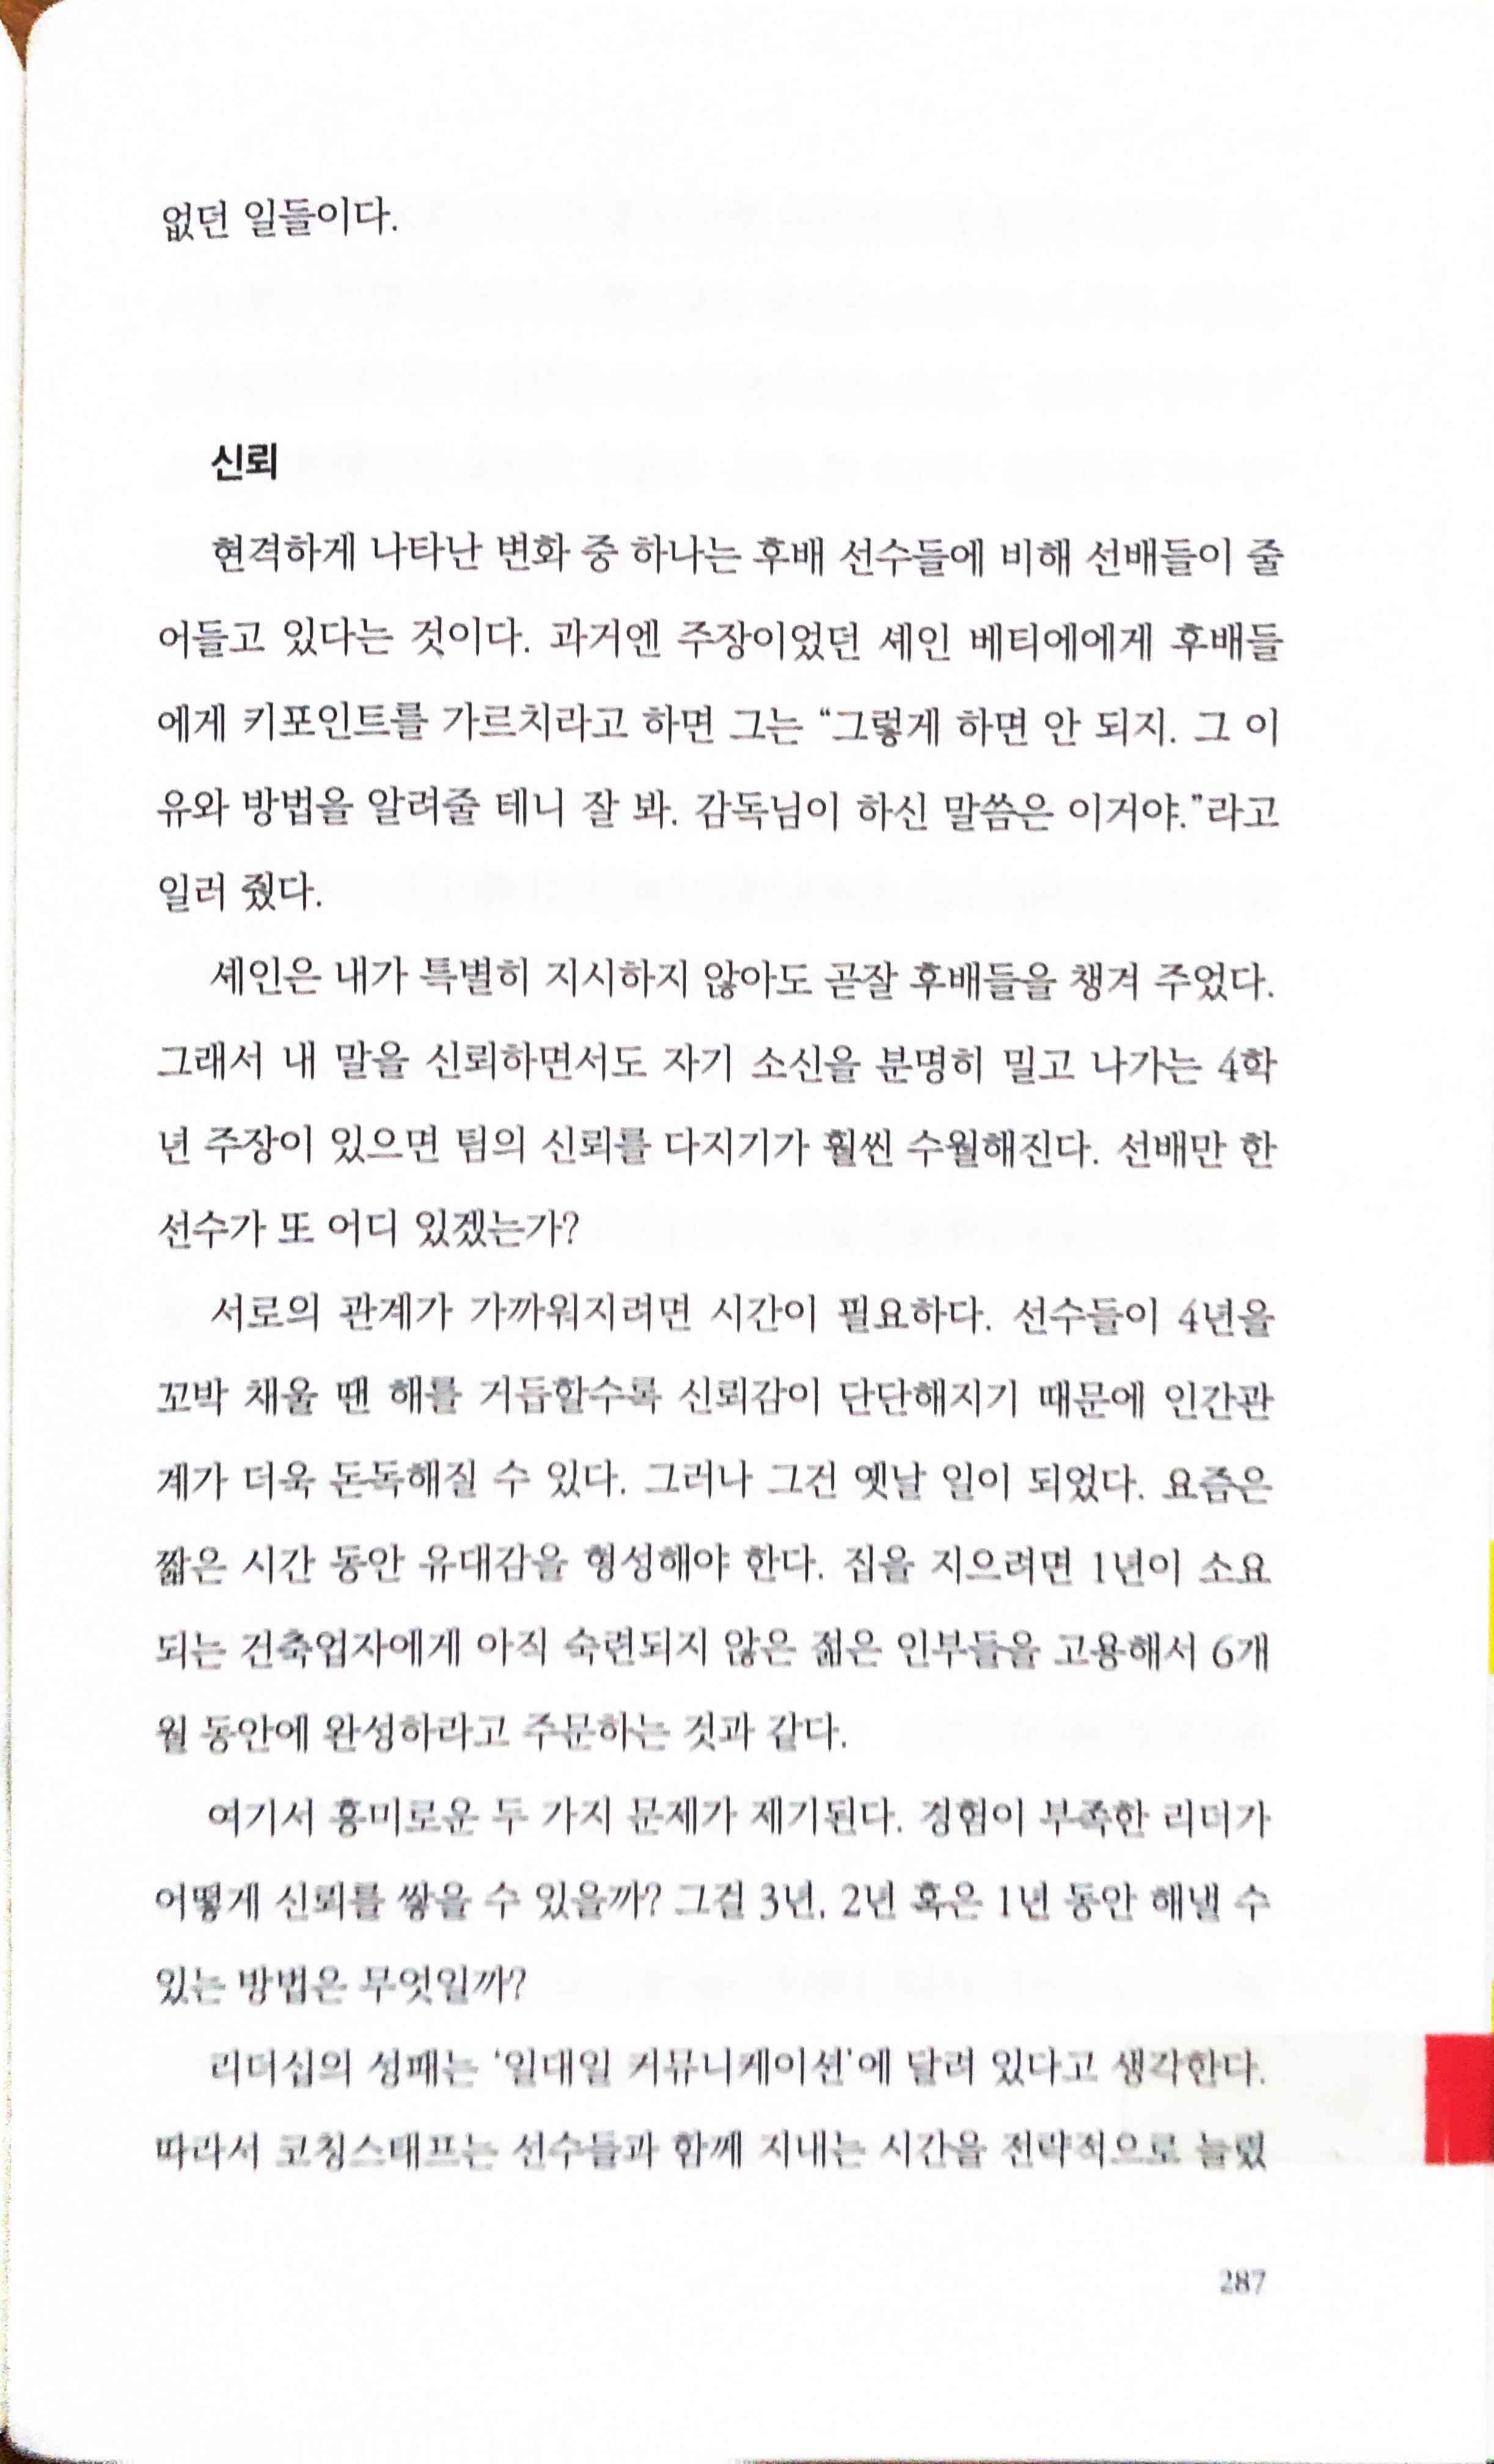 없던 일들이다.
신뢰
현격하게 나타난 변화 중 하나는 후배 선수들에 비해 선배들이 줄
어들고 있다는 것이다. 과거엔 주장이었던 셰인 베티에에게 후배들
에게 키포인트를 가르치라고 하면 그는 “그렇게 하면 안 되지. 그 이
유와 방법을 알려줄 테니 잘 봐. 감독님이 하신 말씀은 이거야.”라고
일러 줬다.
셰인은 내가 특별히 지시하지 않아도 곧잘 후배들을 챙겨 주었다.
그래서 내 말을 신뢰하면서도 자기 소신을 분명히 밀고 나가는 4학
년 주장이 있으면 팀의 신뢰를 다지기가 훨씬 수월해진다. 선배만 한
선수가 또 어디 있겠는가?
서로의 관계가 가까워지려면 시간이 필요하다. 선수들이 4년을
꼬박 채울 땐 해를 거듭할수록 신뢰감이 단단해지기 때문에 인간관
계가 더욱 돈독해질 수 있다. 그러나 그건 옛날 일이 되었다. 요즘은
짧은 시간 동안 유대감을 형성해야 한다. 집을 지으려면 1년이 소요
되는 건축업자에게 아직 숙련되지 않은 젊은 인부들을 고용해서 6개
월 동안에 완성하라고 주문하는 것과 같다.
여기서 흥미로운 두 가지 문제가 제기된다. 경험이 부족한 리더가
어떻게 신뢰를 쌓을 수 있을까? 그걸 3년, 2년 혹은 1년 동안 해낼 수
있는 방법은 무엇일까?
리더십의 성패는 ‘일대일 커뮤니케이션’에 달려 있다고 생각한다.
따라서 코칭스태프는 선수들과 함께 지내는 시간을 전략적으로 늘렸
287